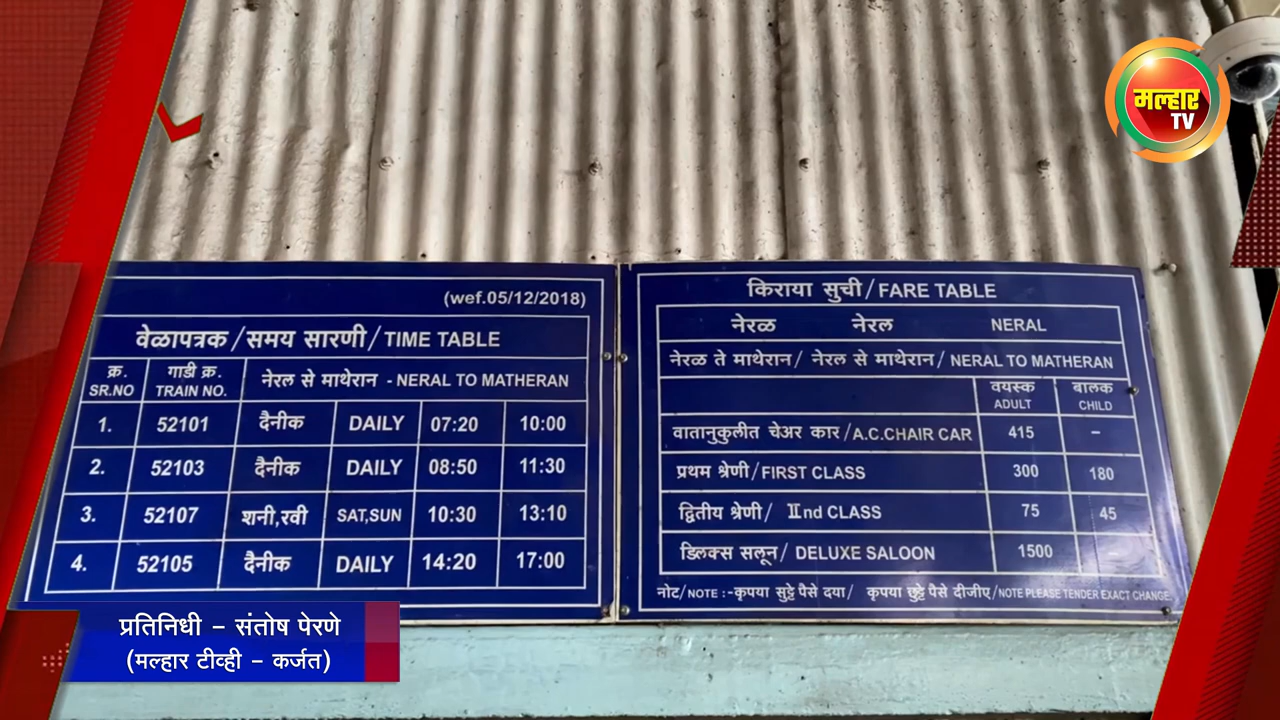 मल्हार
TV
(wef.05/12/2018)
वेळापत्रक/समय सारणी/TIME TABLE
क्र. SR.NO गाडी क्र. TRAIN NO. नेरल से माथेरान - NERAL TO MATHERAN
1. 52101 दैनीक DAILY 07:20 10:00
2. 52103 दैनीक DAILY 08:50 11:30
3. 52107 शनी,रवी SAT,SUN 10:30 13:10
4. 52105 दैनीक DAILY 14:20 17:00
किराया सुची/FARE TABLE
नेरळ नेरल NERAL
नेरळ ते माथेरान/ नेरल से माथेरान/ NERAL TO MATHERAN
वयस्क बालक
ADULT CHILD
वातानुकुलीत चेअर कार/A.C.CHAIR CAR 415 –
प्रथम श्रेणी/FIRST CLASS 300 180
द्वितीय श्रेणी/ IInd CLASS 75 45
डिलक्स सलून/ DELUXE SALOON 1500 –
नोट/NOTE :-कृपया सुट्टे पैसे दया/ कृपया छुट्टे पैसे दीजीए/NOTE PLEASE TENDER EXACT CHANGE.
प्रतिनिधी – संतोष पेरणे
(मल्हार टीव्ही – कर्जत)